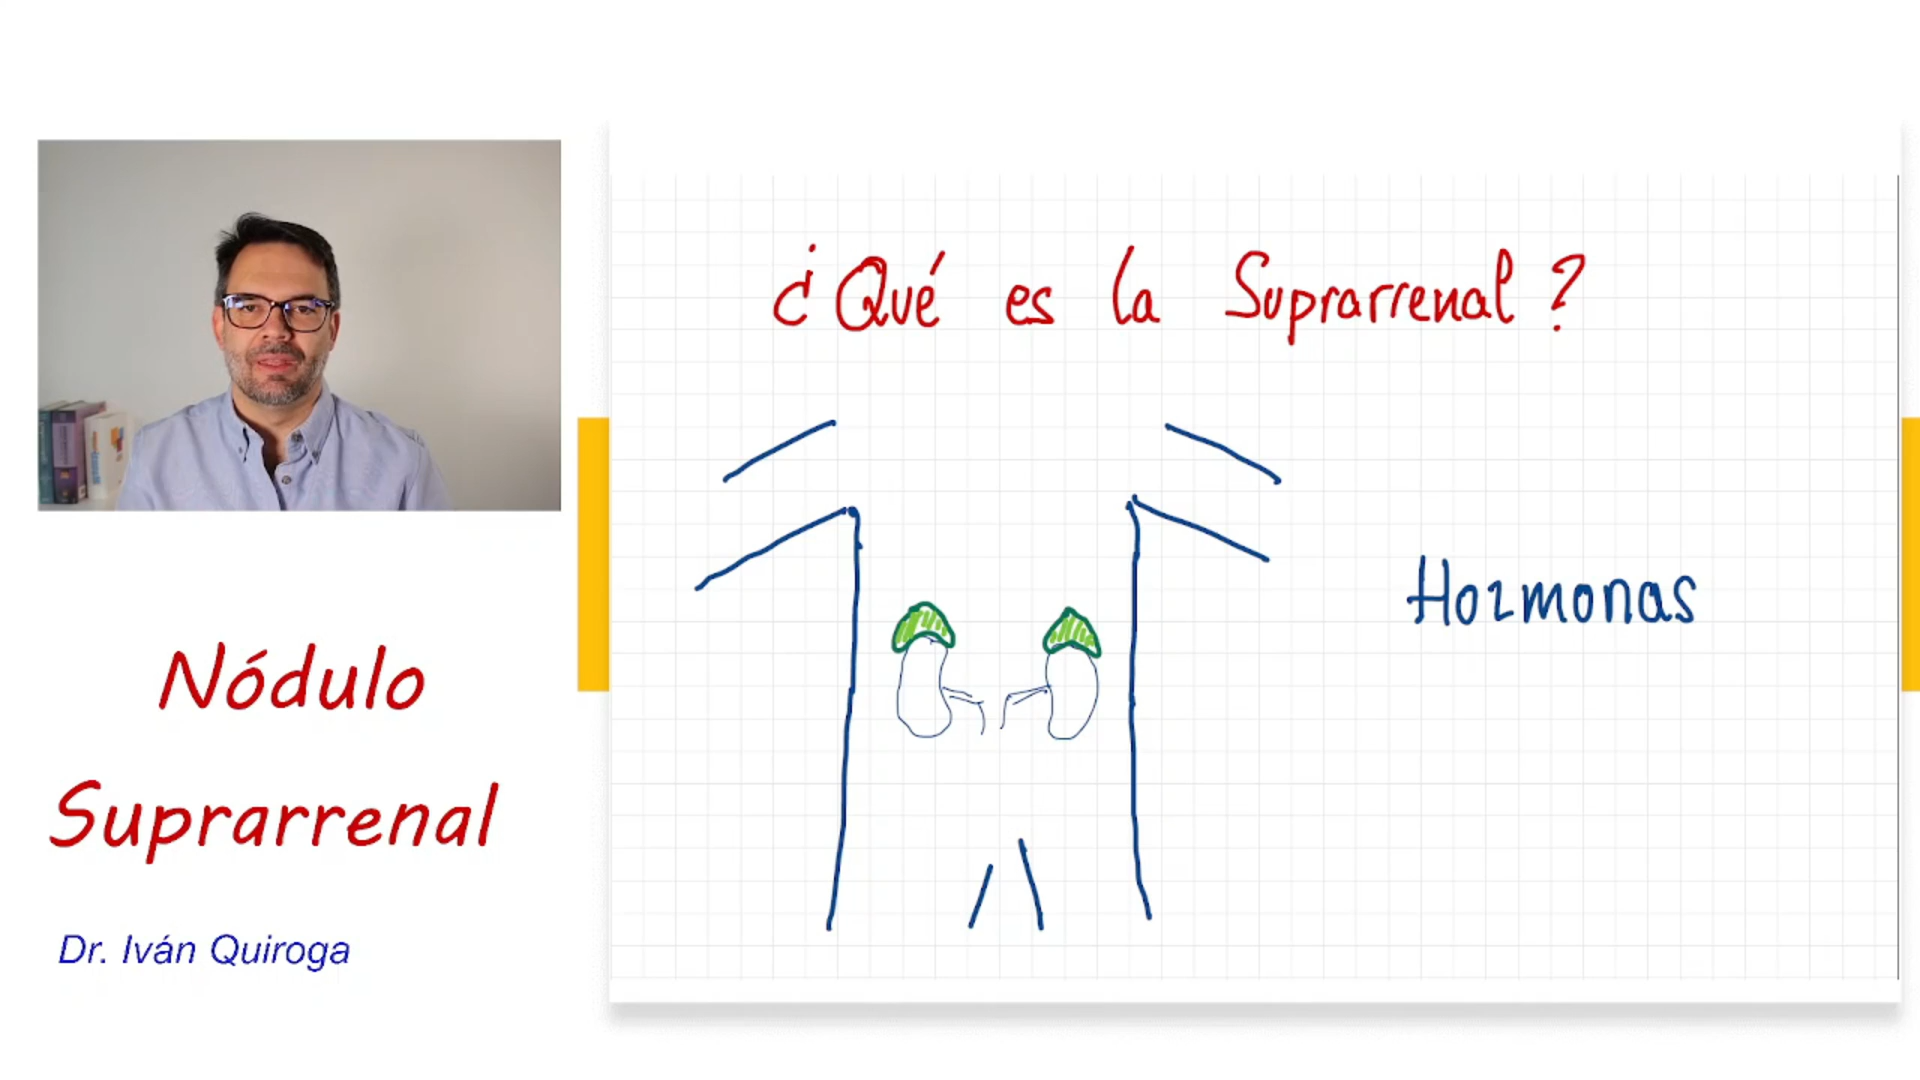 ¿Qué es la Suprarrenal?
Hormonas
Nódulo
Suprarrenal
Dr. Iván Quiroga